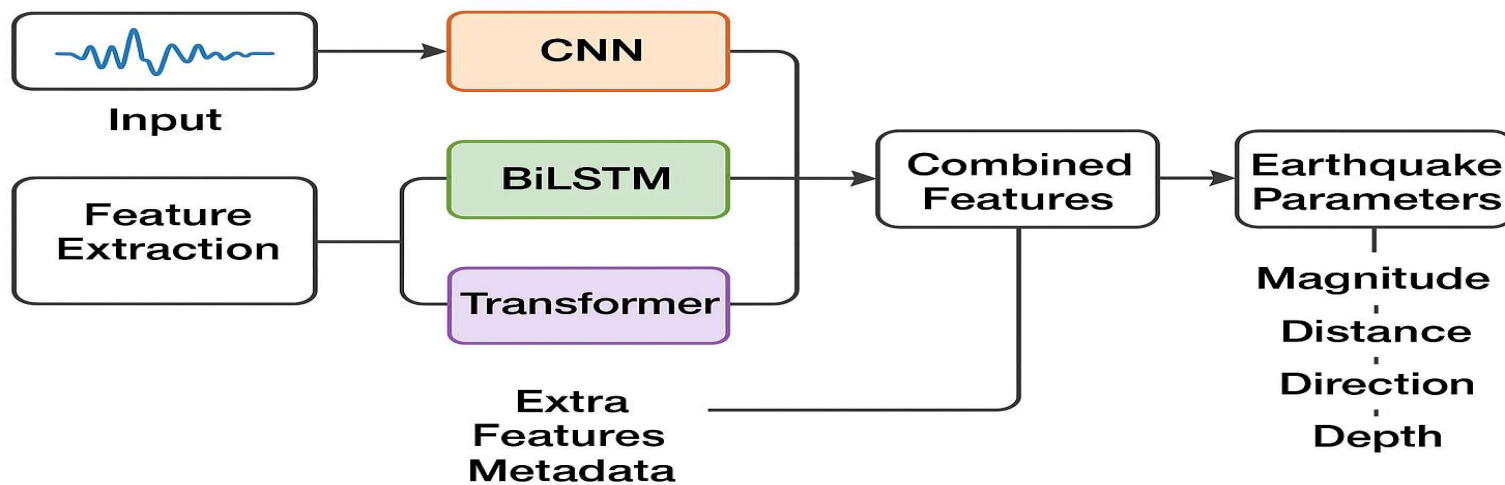 Input
CNN
Feature
Extraction
BiLSTM
Transformer
Extra
Features
Metadata
Combined
Features
Earthquake
Parameters
Magnitude
Distance
Direction
Depth